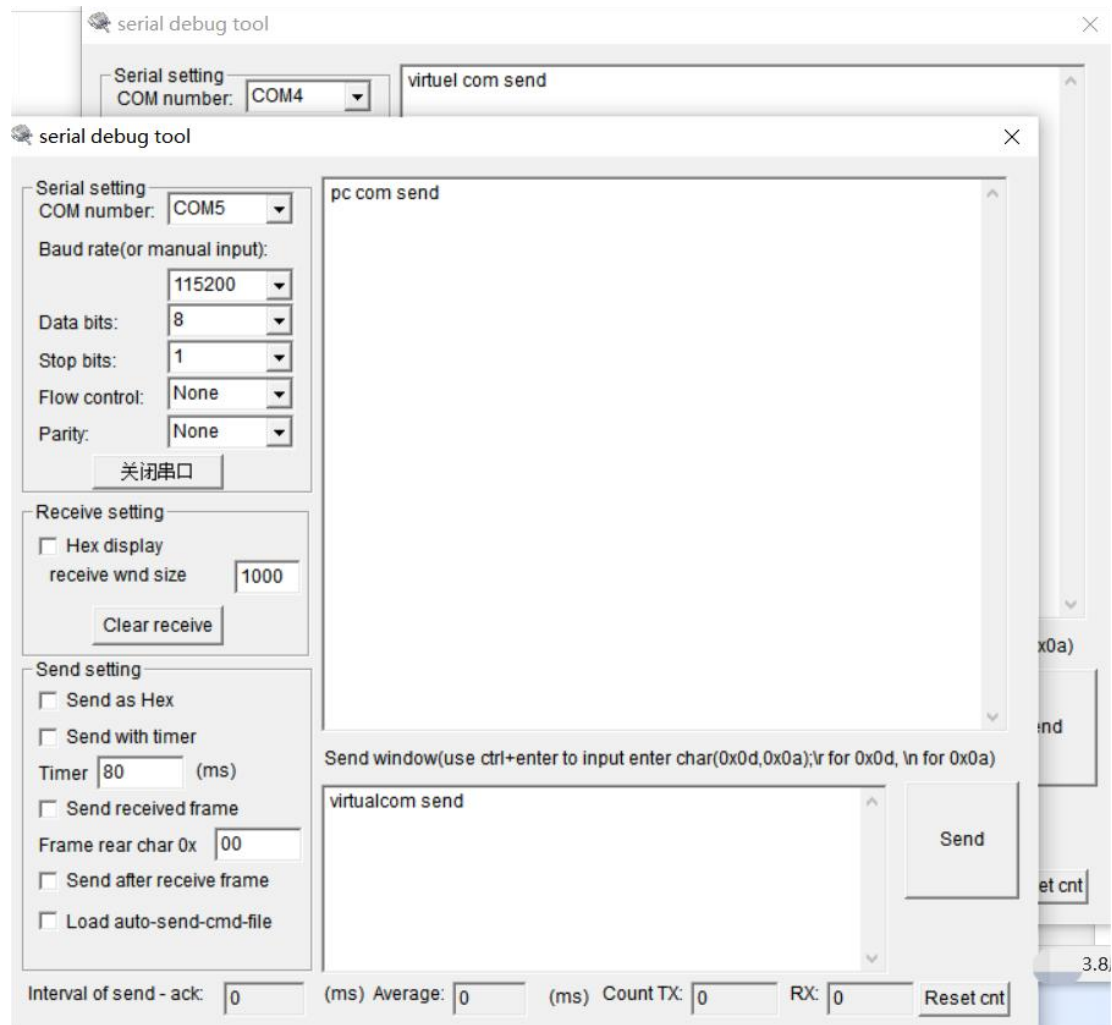 serial debug tool
Serial setting
COM number: COM4
virtuel com send
serial debug tool
Serial setting
COM number: COM5
Baud rate(or manual input):
115200
Data bits: 8
Stop bits: 1
Flow control: None
Parity: None
关闭串口
Receive setting
Hex display
receive wnd size 1000
Clear receive
Send setting
Send as Hex
Send with timer
Timer 80 (ms)
Send received frame
Frame rear char 0x 00
Send after receive frame
Load auto-send-cmd-file
pc com send
Send window(use ctrl+enter to input enter char(0x0d,0x0a);\r for 0x0d, \n for 0x0a)
virtualcom send
Send
x0a)
end
et cnt
3.8
Interval of send - ack: 0 (ms) Average: 0 (ms) Count TX: 0 RX: 0 Reset cnt